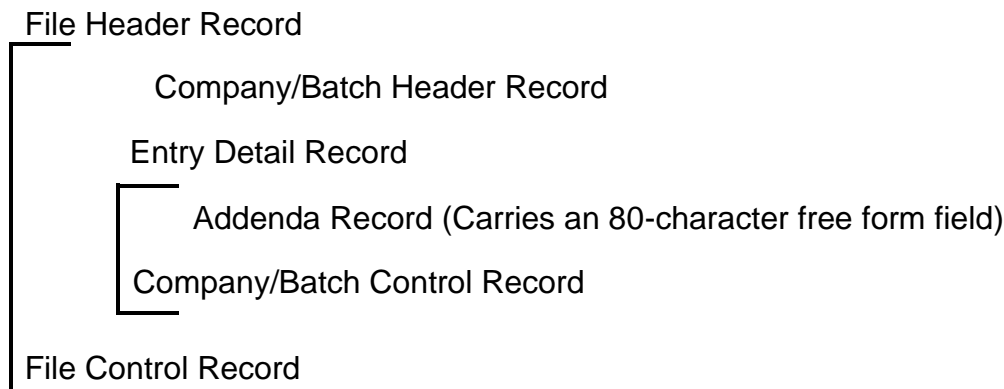 File Header Record
Company/Batch Header Record
Entry Detail Record
Addenda Record (Carries an 80-character free form field)
Company/Batch Control Record
File Control Record